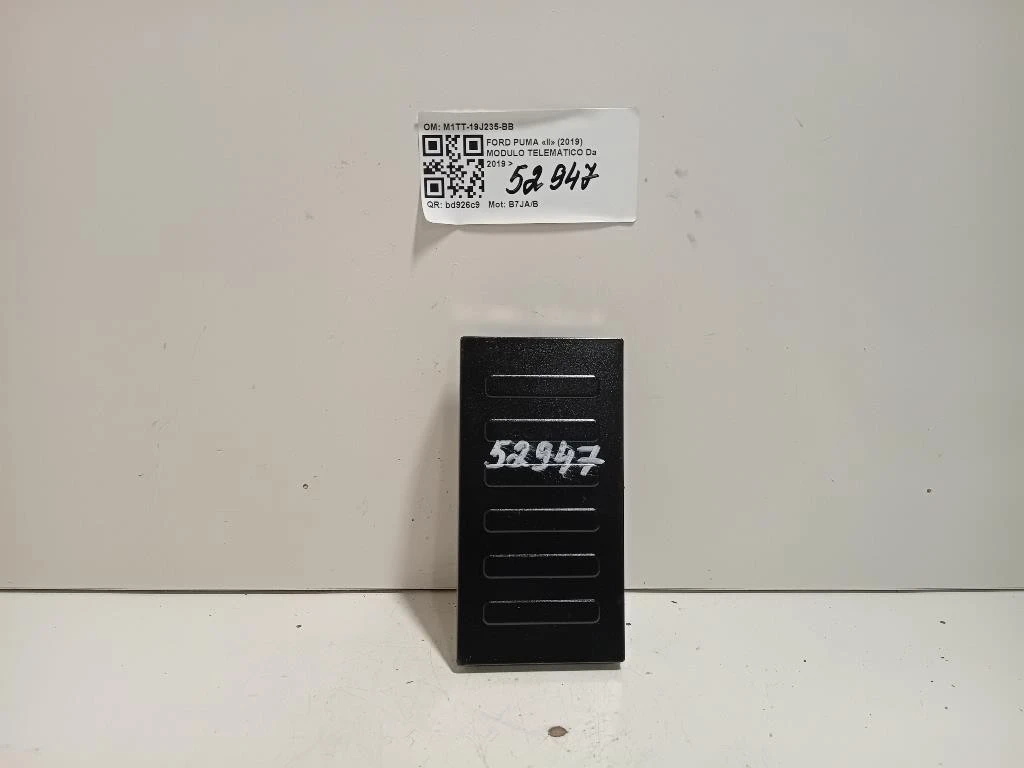 OM: M1TT-19J235-BB
FORD PUMA «II» (2019)
MODULO TELEMATICO Da
2019 >
52947
QR: bd926c9 Mot: B7JA/B
52947